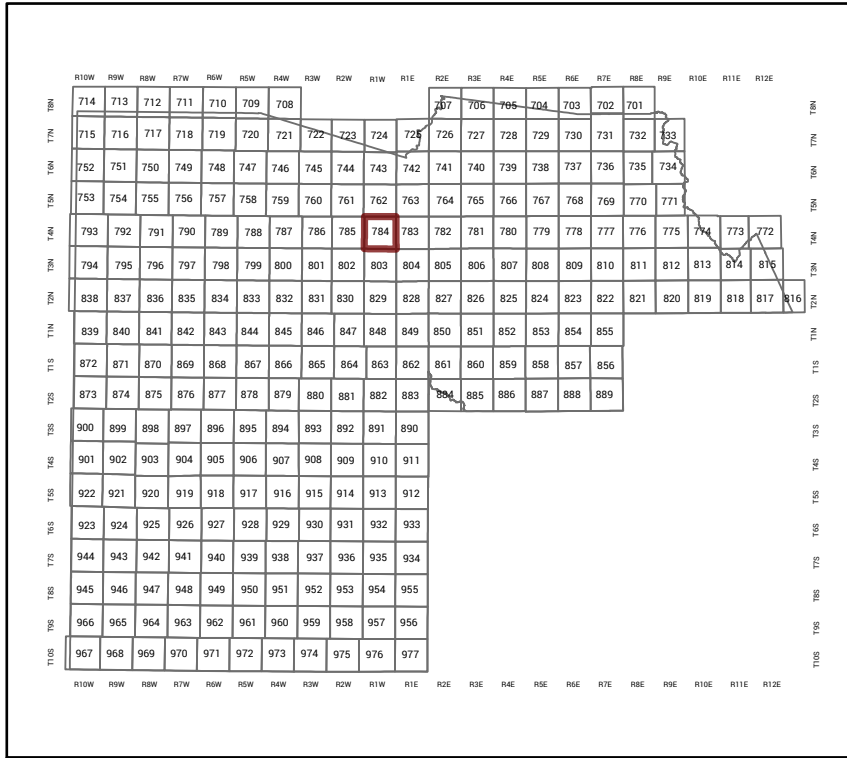 R10W R9W R8W R7W R6W R5W R4W R3W R2W R1W R1E R2E R3E R4E R5E R6E R7E R8E R9E R10E R11E R12E
T8N 714 713 712 711 710 709 708 707 706 705 704 703 702 701 T8N
T7N 715 716 717 718 719 720 721 722 723 724 725 726 727 728 729 730 731 732 733 T7N
T6N 752 751 750 749 748 747 746 745 744 743 742 741 740 739 738 737 736 735 734 T6N
T5N 753 754 755 756 757 758 759 760 761 762 763 764 765 766 767 768 769 770 771 T5N
T4N 793 792 791 790 789 788 787 786 785 784 783 782 781 780 779 778 777 776 775 774 773 772 T4N
T3N 794 795 796 797 798 799 800 801 802 803 804 805 806 807 808 809 810 811 812 813 814 815 T3N
T2N 838 837 836 835 834 833 832 831 830 829 828 827 826 825 824 823 822 821 820 819 818 817 816 T2N
T1N 839 840 841 842 843 844 845 846 847 848 849 850 851 852 853 854 855 T1N
T1S 872 871 870 869 868 867 866 865 864 863 862 861 860 859 858 857 856 T1S
T2S 873 874 875 876 877 878 879 880 881 882 883 884 885 886 887 888 889 T2S
T3S 900 899 898 897 896 895 894 893 892 891 890 T3S
T4S 901 902 903 904 905 906 907 908 909 910 911 T4S
T5S 922 921 920 919 918 917 916 915 914 913 912 T5S
T6S 923 924 925 926 927 928 929 930 931 932 933 T6S
T7S 944 943 942 941 940 939 938 937 936 935 934 T7S
T8S 945 946 947 948 949 950 951 952 953 954 955 T8S
T9S 966 965 964 963 962 961 960 959 958 957 956 T9S
T10S 967 968 969 970 971 972 973 974 975 976 977 T10S
R10W R9W R8W R7W R6W R5W R4W R3W R2W R1W R1E R2E R3E R4E R5E R6E R7E R8E R9E R10E R11E R12E